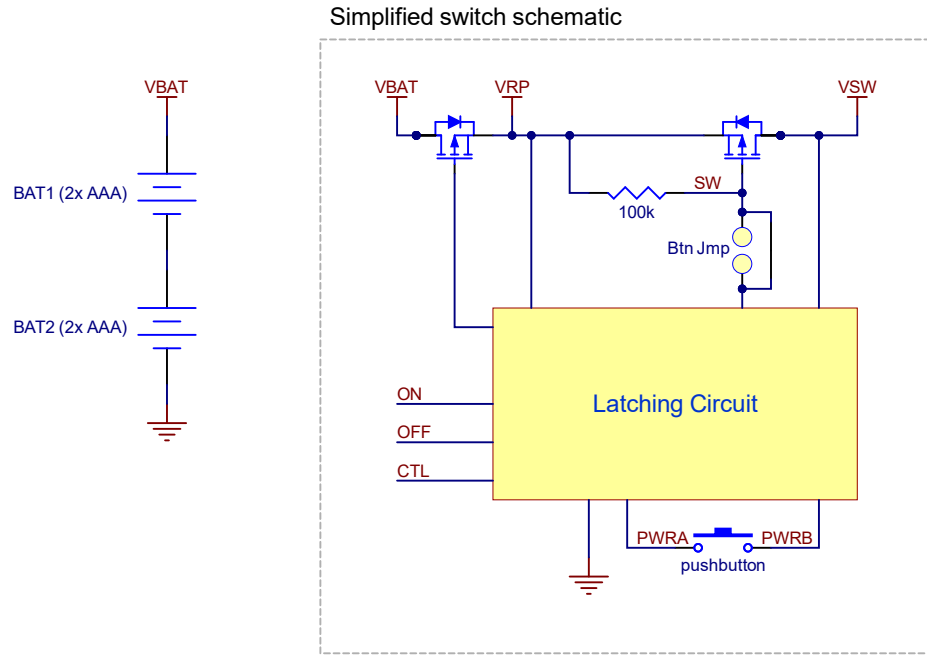 Simplified switch schematic
VBAT
VBAT
VRP
VSW
BAT1 (2x AAA)
SW
100k
Btn Jmp
BAT2 (2x AAA)
ON
OFF
CTL
Latching Circuit
PWRA
PWRB
pushbutton